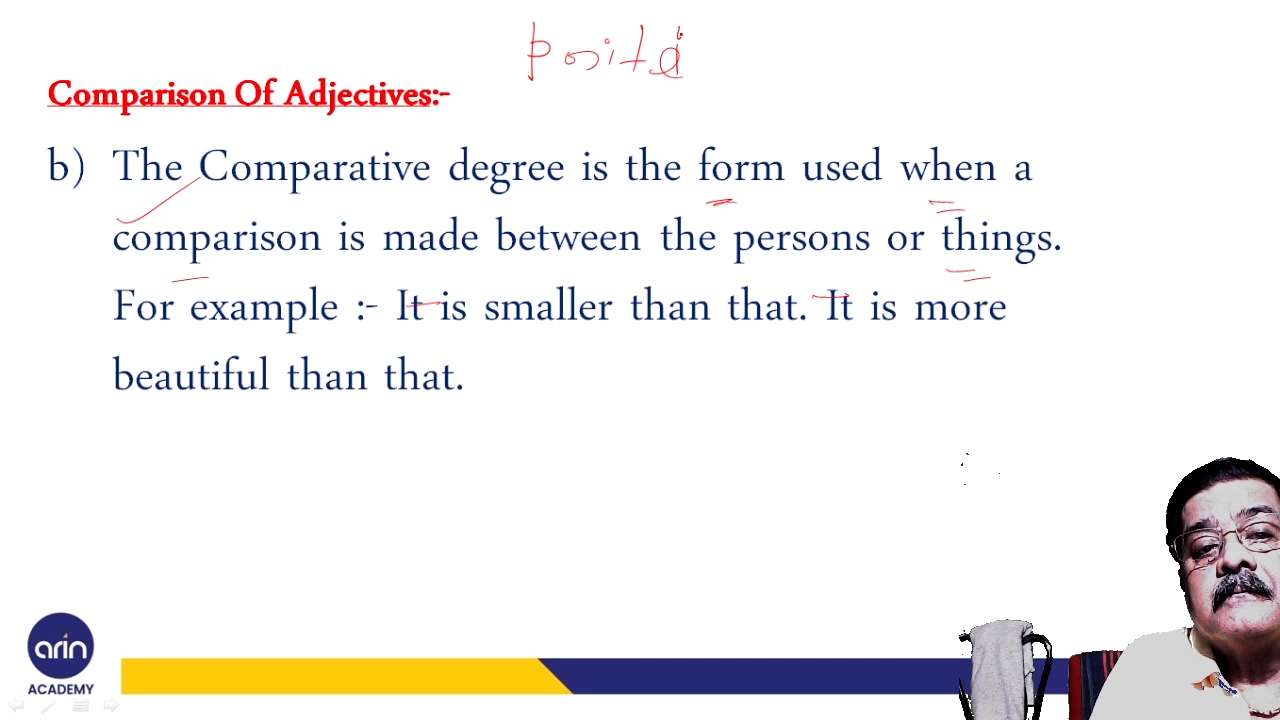 Comparison Of Adjectives:-
b) The Comparative degree is the form used when a
comparison is made between the persons or things.
For example :- It is smaller than that. It is more
beautiful than that.
arin
ACADEMY